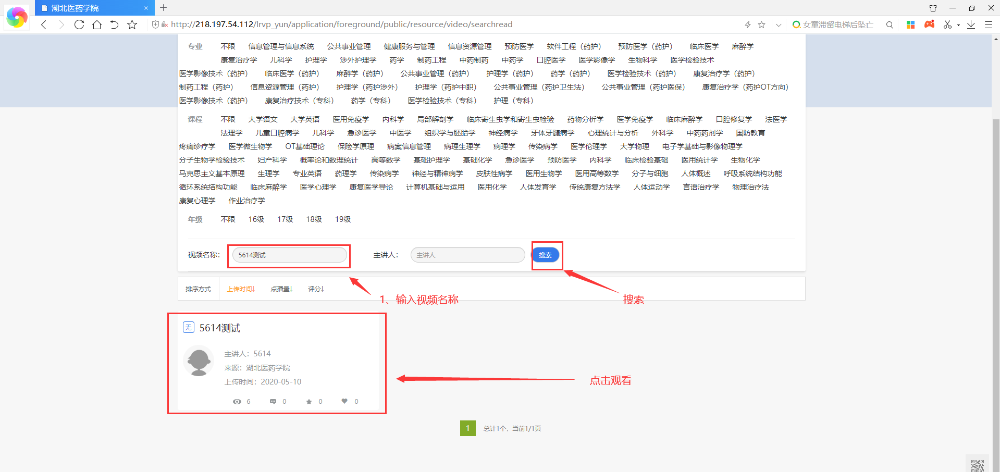 湖北医药学院
http://218.197.54.112/lrvp_yun/application/foreground/public/resource/video/searchread
女童滞留电梯后坠亡
专业 不限 信息管理与信息系统 公共事业管理 健康服务与管理 信息资源管理 预防医学 软件工程（药护） 预防医学（药护） 临床医学 麻醉学
康复治疗学 儿科学 护理学 涉外护理学 药学 制药工程 中药制药 中药学 口腔医学 医学影像学 生物科学 医学检验技术
医学影像技术（药护） 临床医学（药护） 麻醉学（药护） 公共事业管理（药护） 护理学（药护） 药学（药护） 医学检验技术（药护） 康复治疗学（药护）
制药工程（药护） 信息资源管理（药护） 护理学（药护涉外） 护理学（药护中职） 公共事业管理（药护卫生法） 公共事业管理（药护医保） 康复治疗学（药护OT方向）
医学影像技术（药护） 康复治疗技术（专科） 药学（专科） 医学检验技术（专科） 护理（专科）
课程 不限 大学语文 大学英语 医用免疫学 内科学 局部解剖学 临床寄生虫学和寄生虫检验 药物分析学 医学免疫学 临床麻醉学 口腔修复学 法医学
法理学 儿童口腔病学 儿科学 急诊医学 中医学 组织学与胚胎学 神经病学 牙体牙髓病学 心理统计与分析 外科学 中药药剂学 国防教育
疼痛诊疗学 医学微生物学 OT基础理论 保险学原理 病案信息管理 病理生理学 病理学 传染病学 医学伦理学 大学物理 电子学基础与影像物理学
分子生物学检验技术 妇产科学 概率论和数理统计 高等数学 基础护理学 基础化学 急诊医学 预防医学 内科学 临床检验基础 医用统计学 生物化学
马克思主义基本原理 生理学 专业英语 药理学 传染病学 神经与精神病学 皮肤性病学 医用生物学 医用高等数学 分子与细胞 人体概述 呼吸系统结构功能
循环系统结构功能 临床麻醉学 医学心理学 康复医学导论 计算机基础与运用 医用化学 人体发育学 传统康复方法学 人体运动学 言语治疗学 物理治疗法
康复心理学 作业治疗学
年级 不限 16级 17级 18级 19级
视频名称： 5614测试 主讲人： 主讲人 搜索
排序方式 上传时间↓ 点播量↓ 评分↓
1、输入视频名称
搜索
无 5614测试
主讲人：5614
来源：湖北医药学院
上传时间：2020-05-10
点击观看
6 0 0 0
1 总计1个，当前1/1页